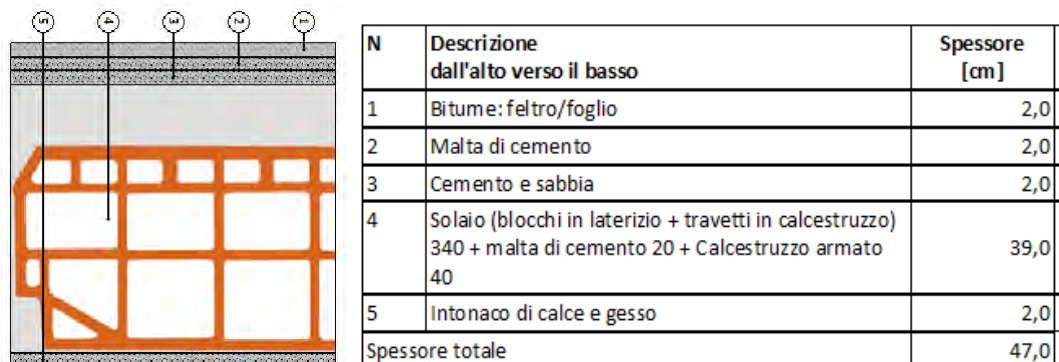 5 4 3 2 1
N Descrizione Spessore
dall'alto verso il basso [cm]
1 Bitume: feltro/foglio 2,0
2 Malta di cemento 2,0
3 Cemento e sabbia 2,0
4 Solaio (blocchi in laterizio + travetti in calcestruzzo)
340 + malta di cemento 20 + Calcestruzzo armato 39,0
40
5 Intonaco di calce e gesso 2,0
Spessore totale 47,0